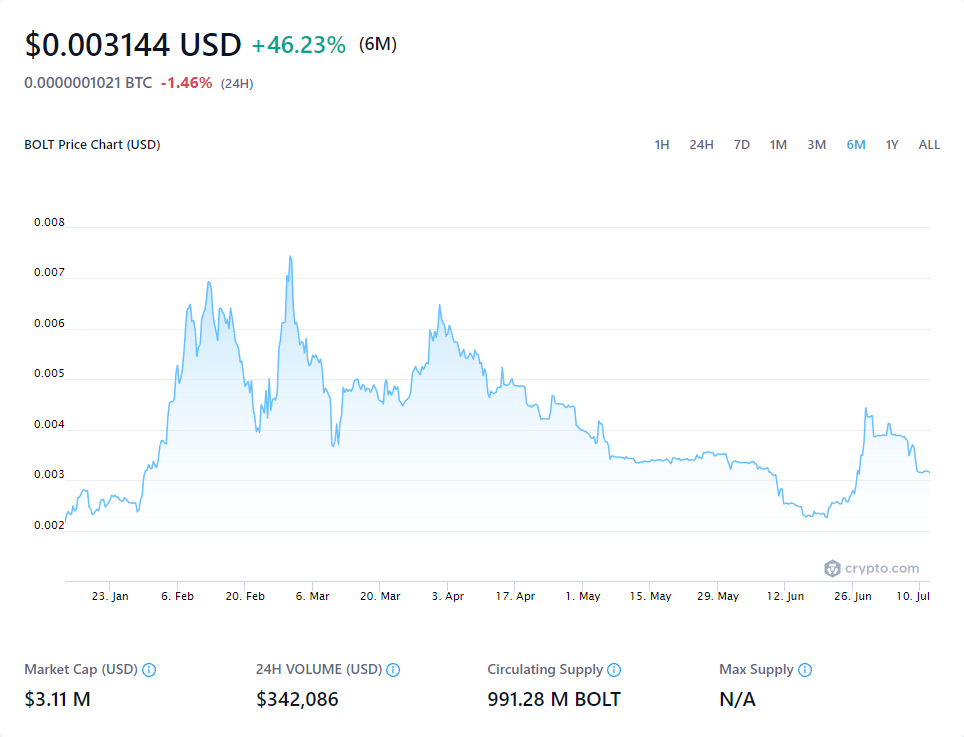 $0.003144 USD +46.23% (6M)
0.0000001021 BTC -1.46% (24H)
BOLT Price Chart (USD) 1H 24H 7D 1M 3M 6M 1Y ALL
0.008
0.007
0.006
0.005
0.004
0.003
0.002
crypto.com
23. Jan 6. Feb 20. Feb 6. Mar 20. Mar 3. Apr 17. Apr 1. May 15. May 29. May 12. Jun 26. Jun 10. Jul
Market Cap (USD) 24H VOLUME (USD) Circulating Supply Max Supply
$3.11 M $342,086 991.28 M BOLT N/A